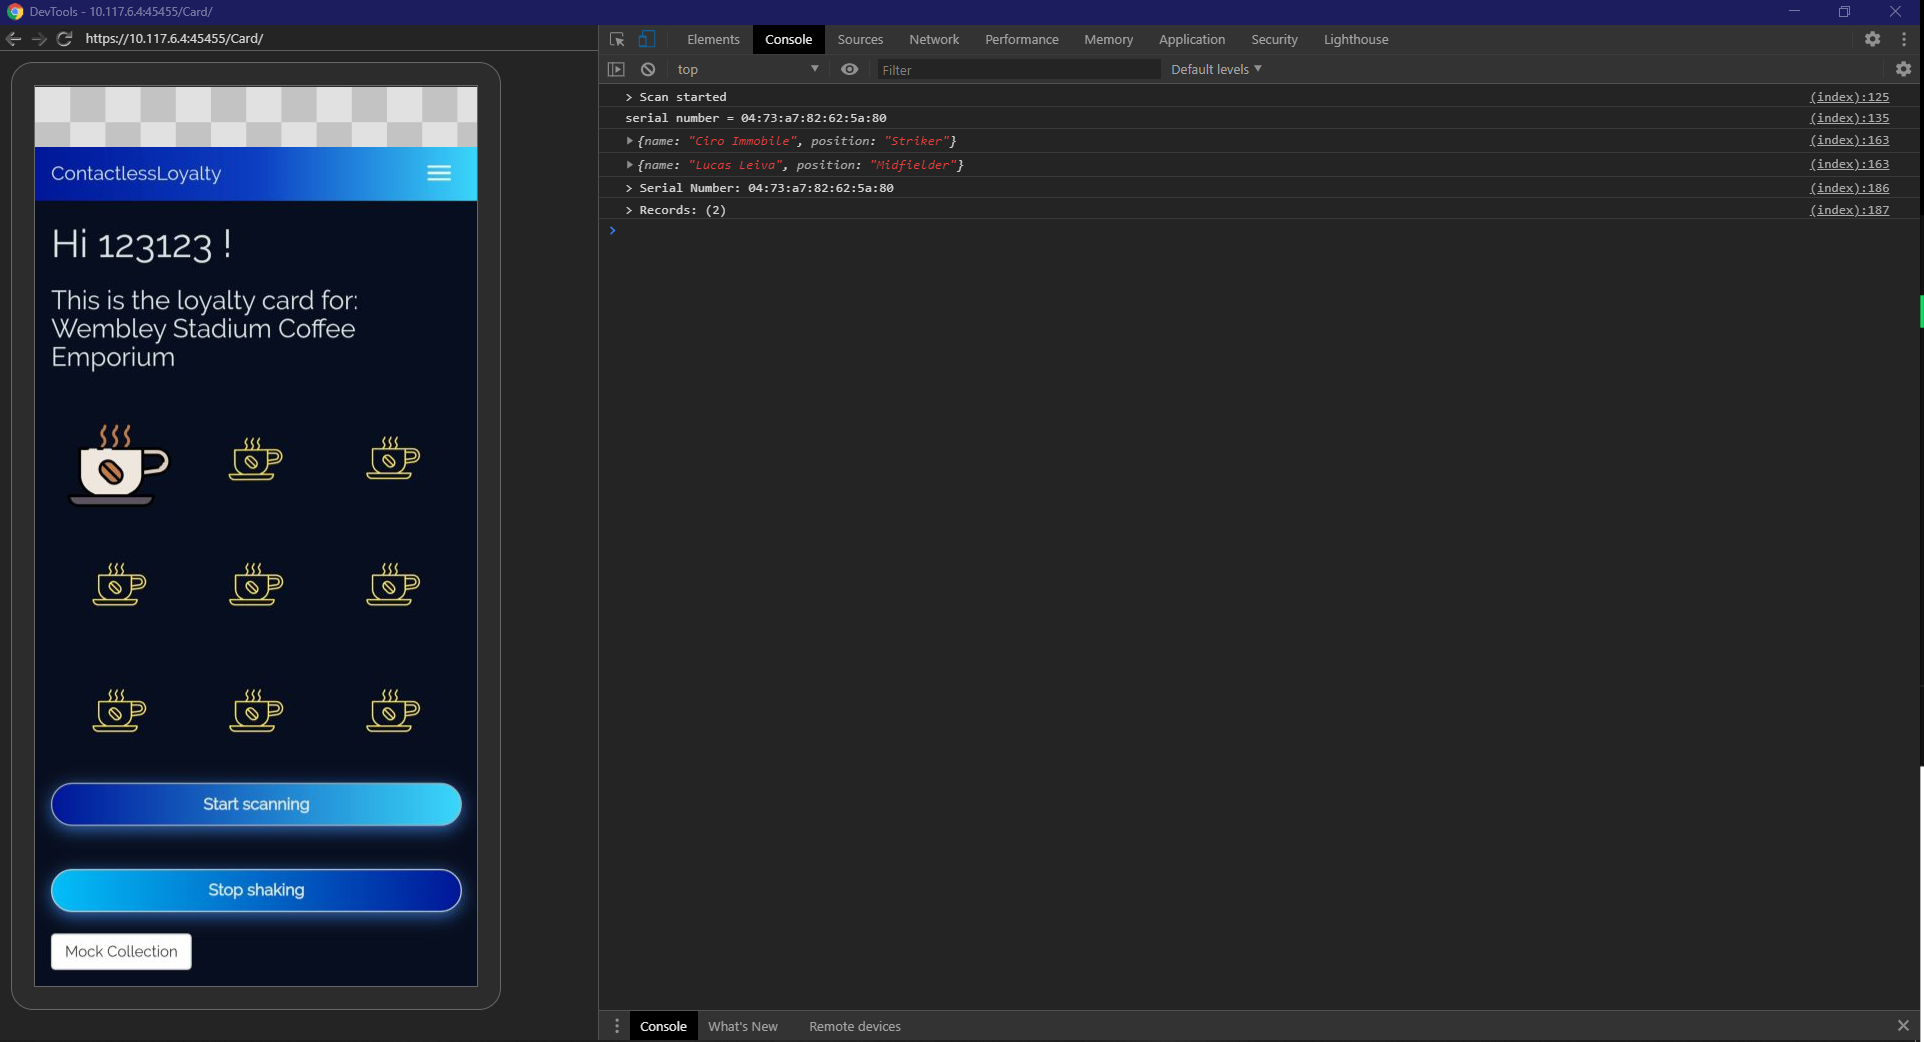 DevTools - 10.117.6.4:45455/Card/
https://10.117.6.4:45455/Card/
ContactlessLoyalty
Hi 123123 !
This is the loyalty card for:
Wembley Stadium Coffee
Emporium
Start scanning
Stop shaking
Mock Collection
Elements Console Sources Network Performance Memory Application Security Lighthouse
top Filter Default levels
> Scan started (index):125
serial number = 04:73:a7:82:62:5a:80 (index):135
{name: "Ciro Immobile", position: "Striker"} (index):163
{name: "Lucas Leiva", position: "Midfielder"} (index):163
> Serial Number: 04:73:a7:82:62:5a:80 (index):186
> Records: (2) (index):187
>
Console What's New Remote devices